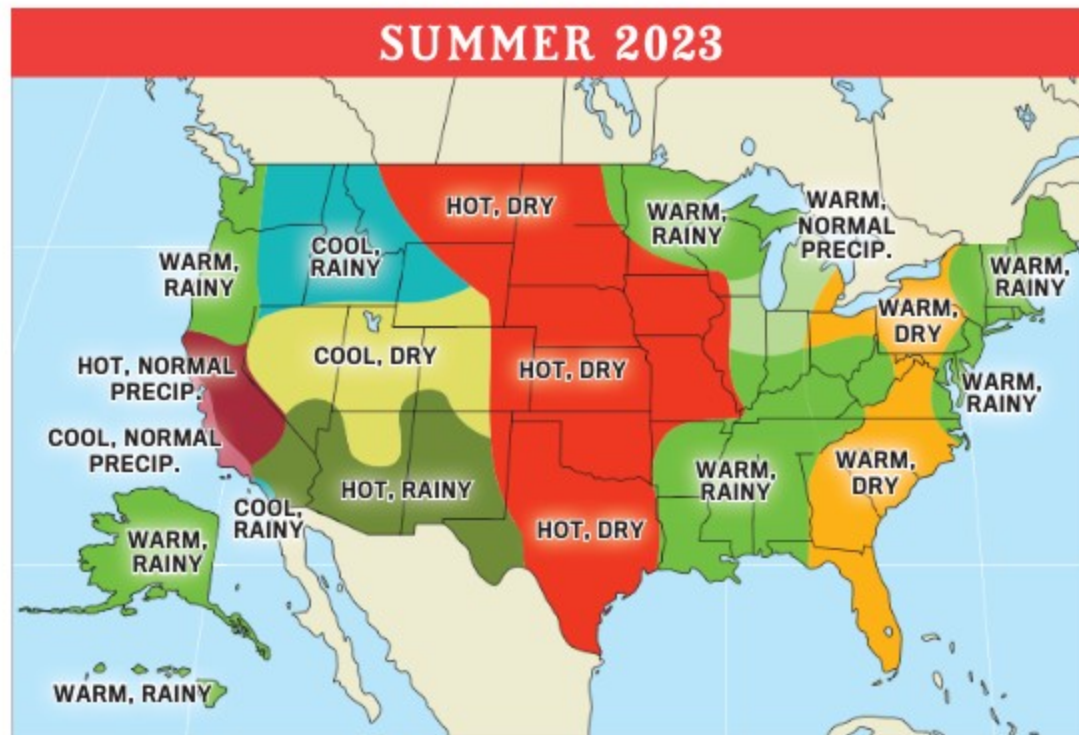 SUMMER 2023
HOT, DRY
WARM,
RAINY
WARM,
NORMAL
PRECIP.
COOL,
RAINY
WARM,
RAINY
WARM,
RAINY
WARM,
DRY
COOL, DRY
HOT, DRY
HOT, NORMAL
PRECIP.
WARM,
RAINY
COOL, NORMAL
PRECIP.
WARM,
RAINY
WARM,
DRY
HOT, RAINY
COOL,
RAINY
HOT, DRY
WARM,
RAINY
WARM, RAINY